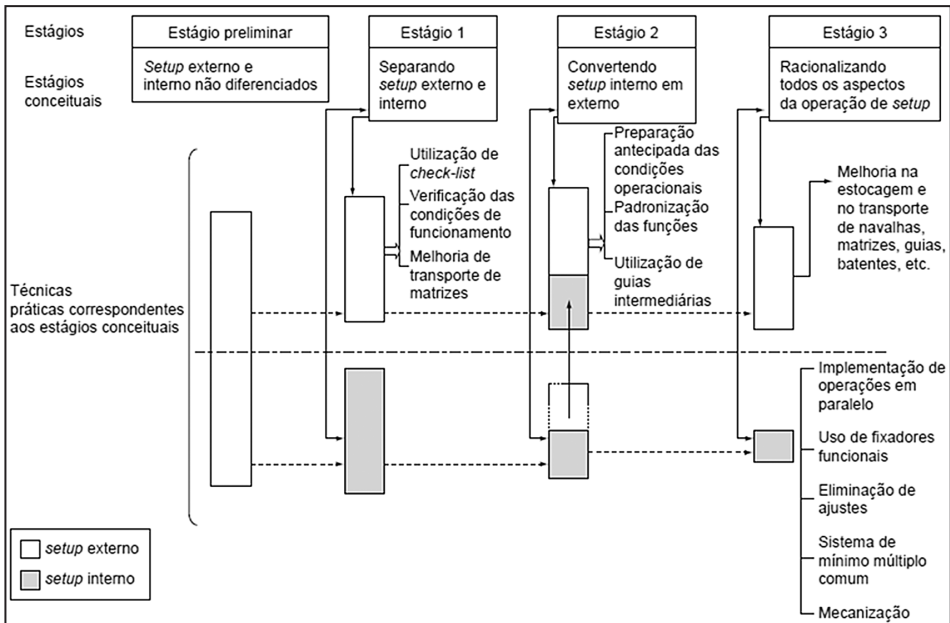 Estágios
Estágio preliminar
Estágio 1
Estágio 2
Estágio 3
Estágios
conceituais
Setup externo e
interno não diferenciados
Separando
setup externo e
interno
Convertendo
setup interno em
externo
Racionalizando
todos os aspectos
da operação de setup
Técnicas
práticas correspondentes
aos estágios conceituais
Utilização de
check-list
Verificação das
condições de
funcionamento
Melhoria de
transporte de
matrizes
Preparação
antecipada das
condições
operacionais
Padronização
das funções
Utilização de
guias
intermediárias
Melhoria na
estocagem e
no transporte
de navalhas,
matrizes, guias,
batentes, etc.
Implementação de
operações em
paralelo
Uso de fixadores
funcionais
Eliminação de
ajustes
Sistema de
mínimo múltiplo
comum
Mecanização
setup externo
setup interno